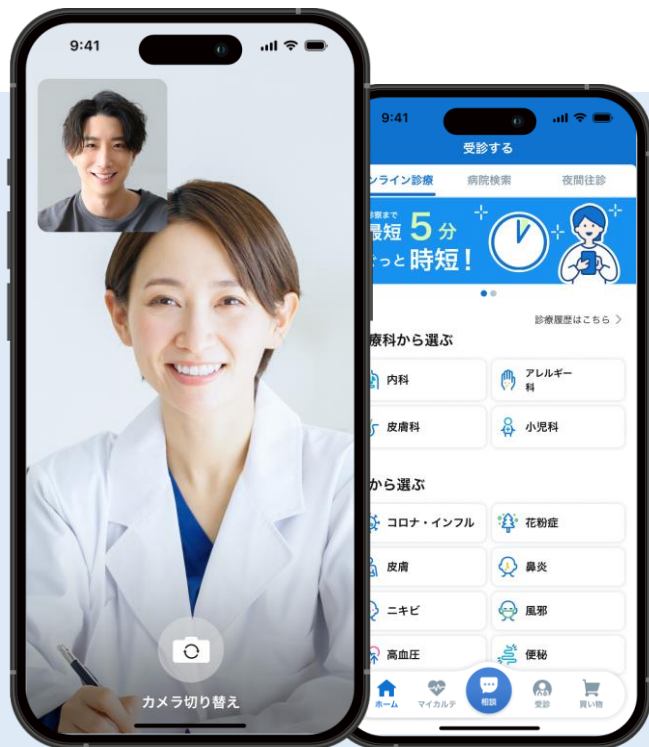 9:41
カメラ切り替え
9:41
受診する
ンライン診療
病院検索
夜間往診
診察まで
最短 5 分
っと 時短!
診療履歴はこちら
療科から選ぶ
内科
アレルギー
科
皮膚科
小児科
から選ぶ
コロナ・インフル
花粉症
皮膚
鼻炎
ニキビ
風邪
高血圧
便秘
ホーム
マイカルテ
相談
受診
買い物